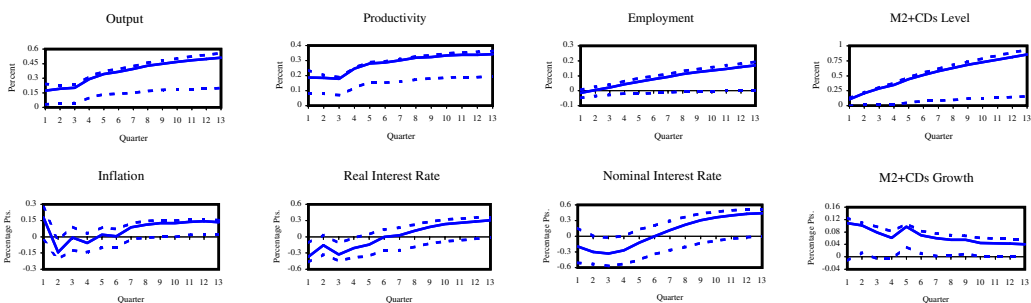 Output
Percent
0.6
0.45
0.3
0.15
0
1 2 3 4 5 6 7 8 9 10 11 12 13
Quarter
Productivity
Percent
0.4
0.3
0.2
0.1
0
1 2 3 4 5 6 7 8 9 10 11 12 13
Quarter
Employment
Percent
0.3
0.2
0.1
0
-0.1
1 2 3 4 5 6 7 8 9 10 11 12 13
Quarter
M2+CDs Level
Percent
1
0.75
0.5
0.25
0
1 2 3 4 5 6 7 8 9 10 11 12 13
Quarter
Inflation
Percentage Pts.
0.3
0.15
0
-0.15
-0.3
1 2 3 4 5 6 7 8 9 10 11 12 13
Quarter
Real Interest Rate
Percentage Pts.
0.6
0.3
0
-0.3
-0.6
1 2 3 4 5 6 7 8 9 10 11 12 13
Quarter
Nominal Interest Rate
Percentage Pts.
0.6
0.3
0
-0.3
-0.6
1 2 3 4 5 6 7 8 9 10 11 12 13
Quarter
M2+CDs Growth
Percentage Pts.
0.16
0.12
0.08
0.04
0
-0.04
1 2 3 4 5 6 7 8 9 10 11 12 13
Quarter